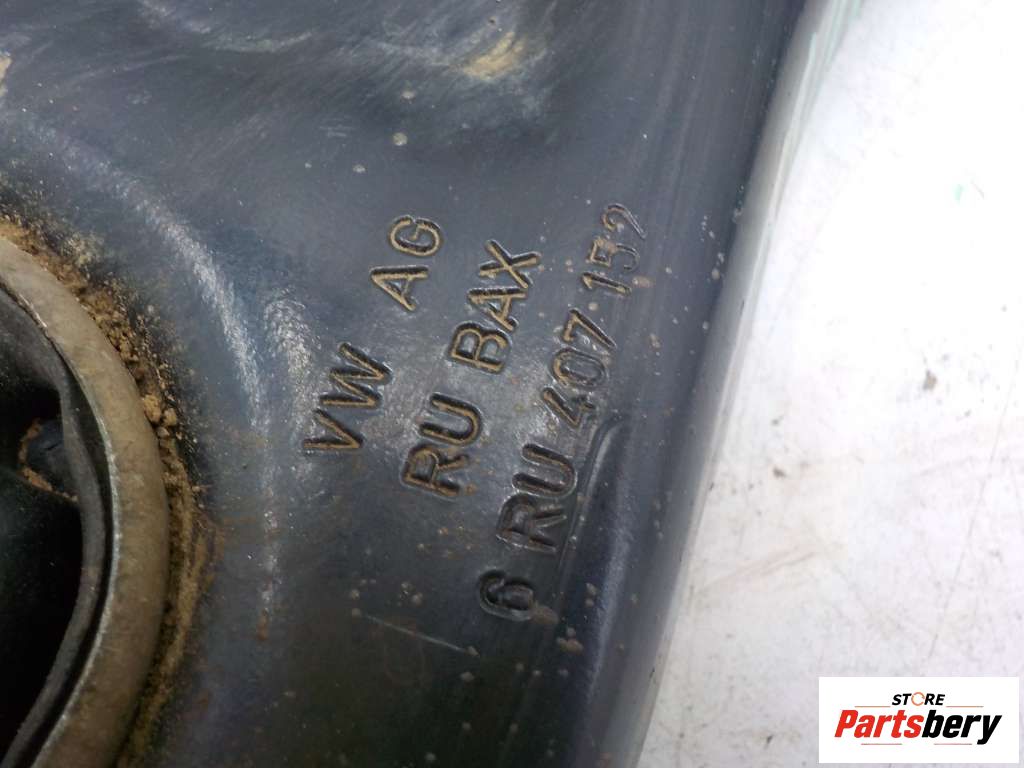 VW AG
RU BAX
6 RU 407 152
STORE
Partsbery